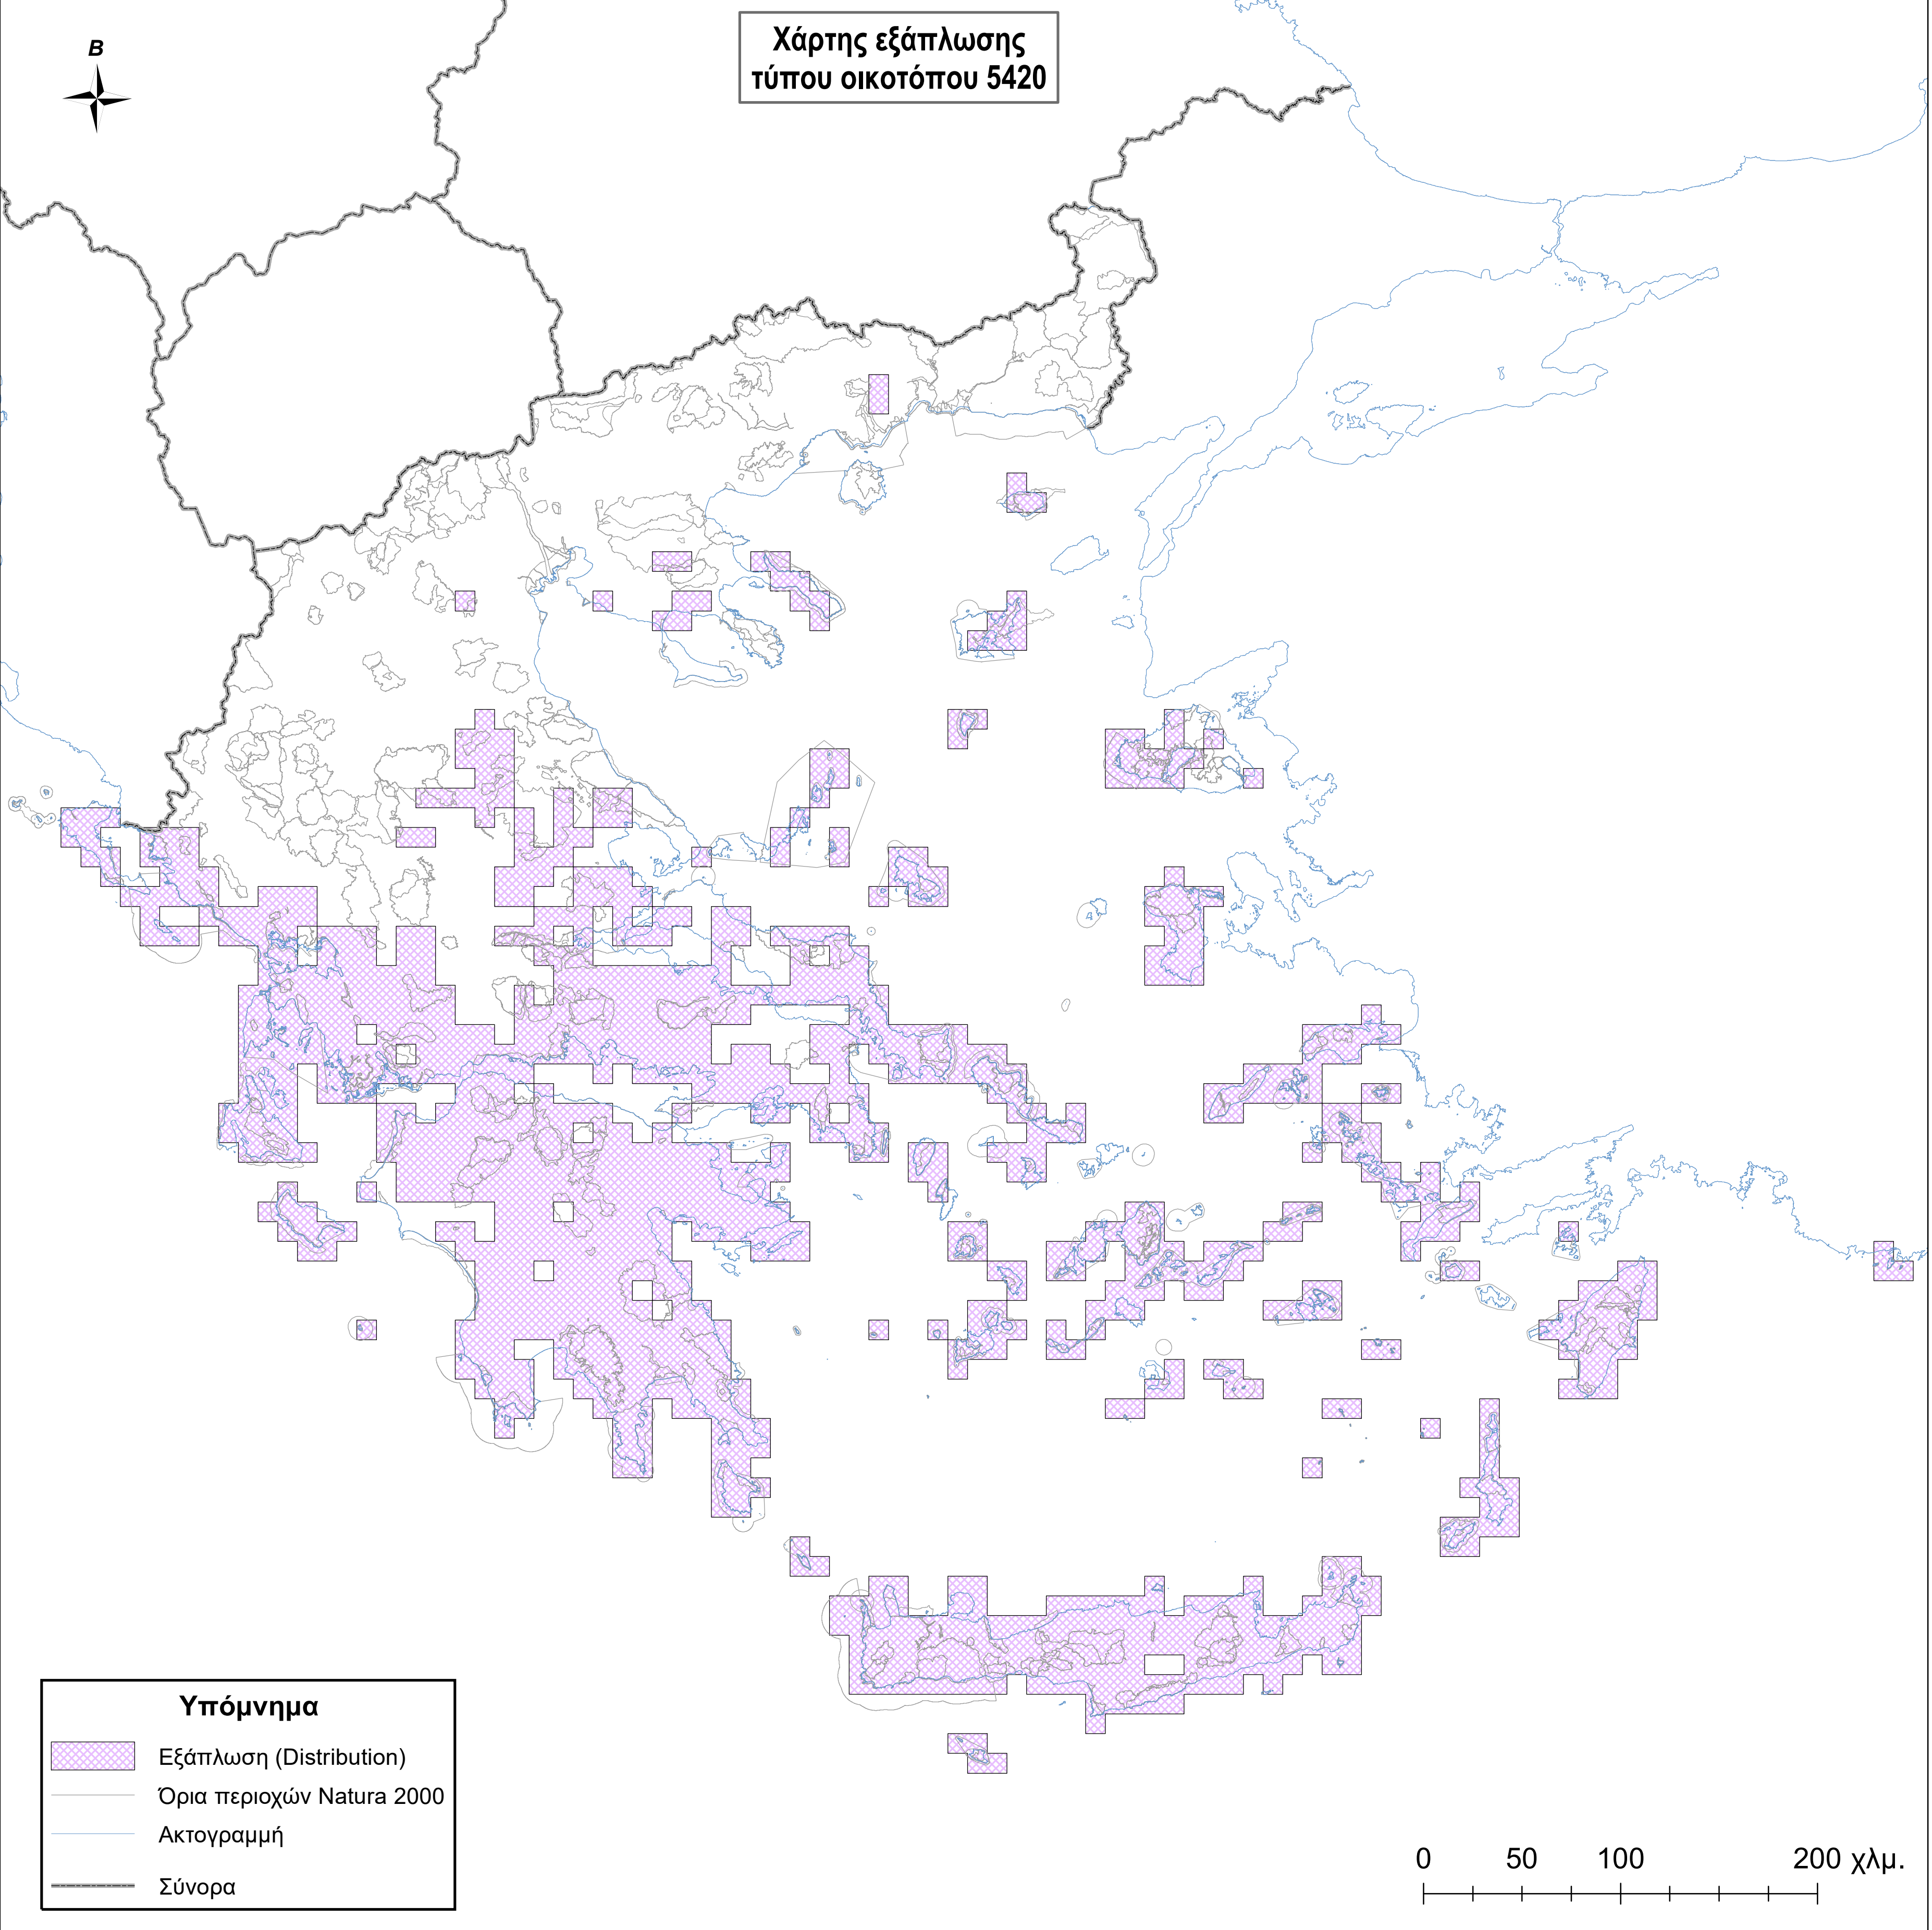 Χάρτης εξάπλωσης
τύπου οικοτόπου 5420
Β
Υπόμνημα
Εξάπλωση (Distribution)
Όρια περιοχών Natura 2000
Ακτογραμμή
Σύνορα
0 50 100 200 χλμ.